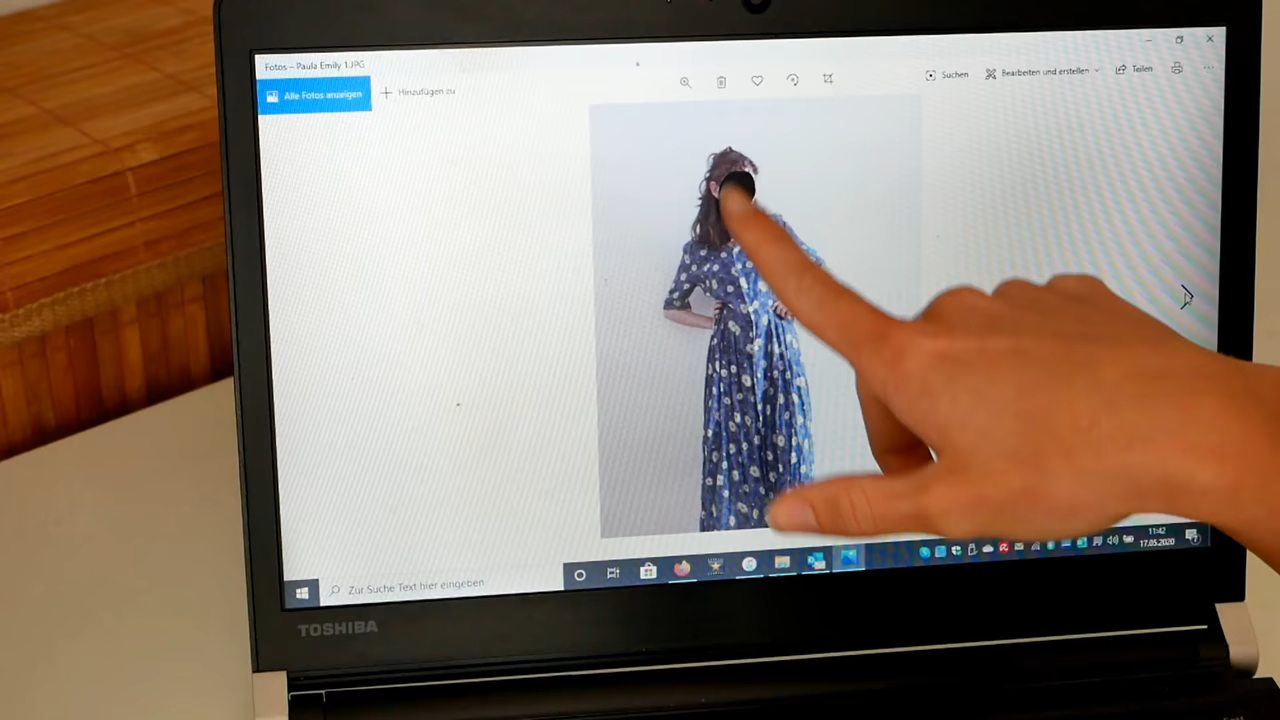 Fotos – Paula Emily 1.JPG
Alle Fotos anzeigen
Hinzufügen zu
Suchen
Bearbeiten und erstellen
Teilen
Zur Suche Text hier eingeben
11:42
17.05.2020
TOSHIBA